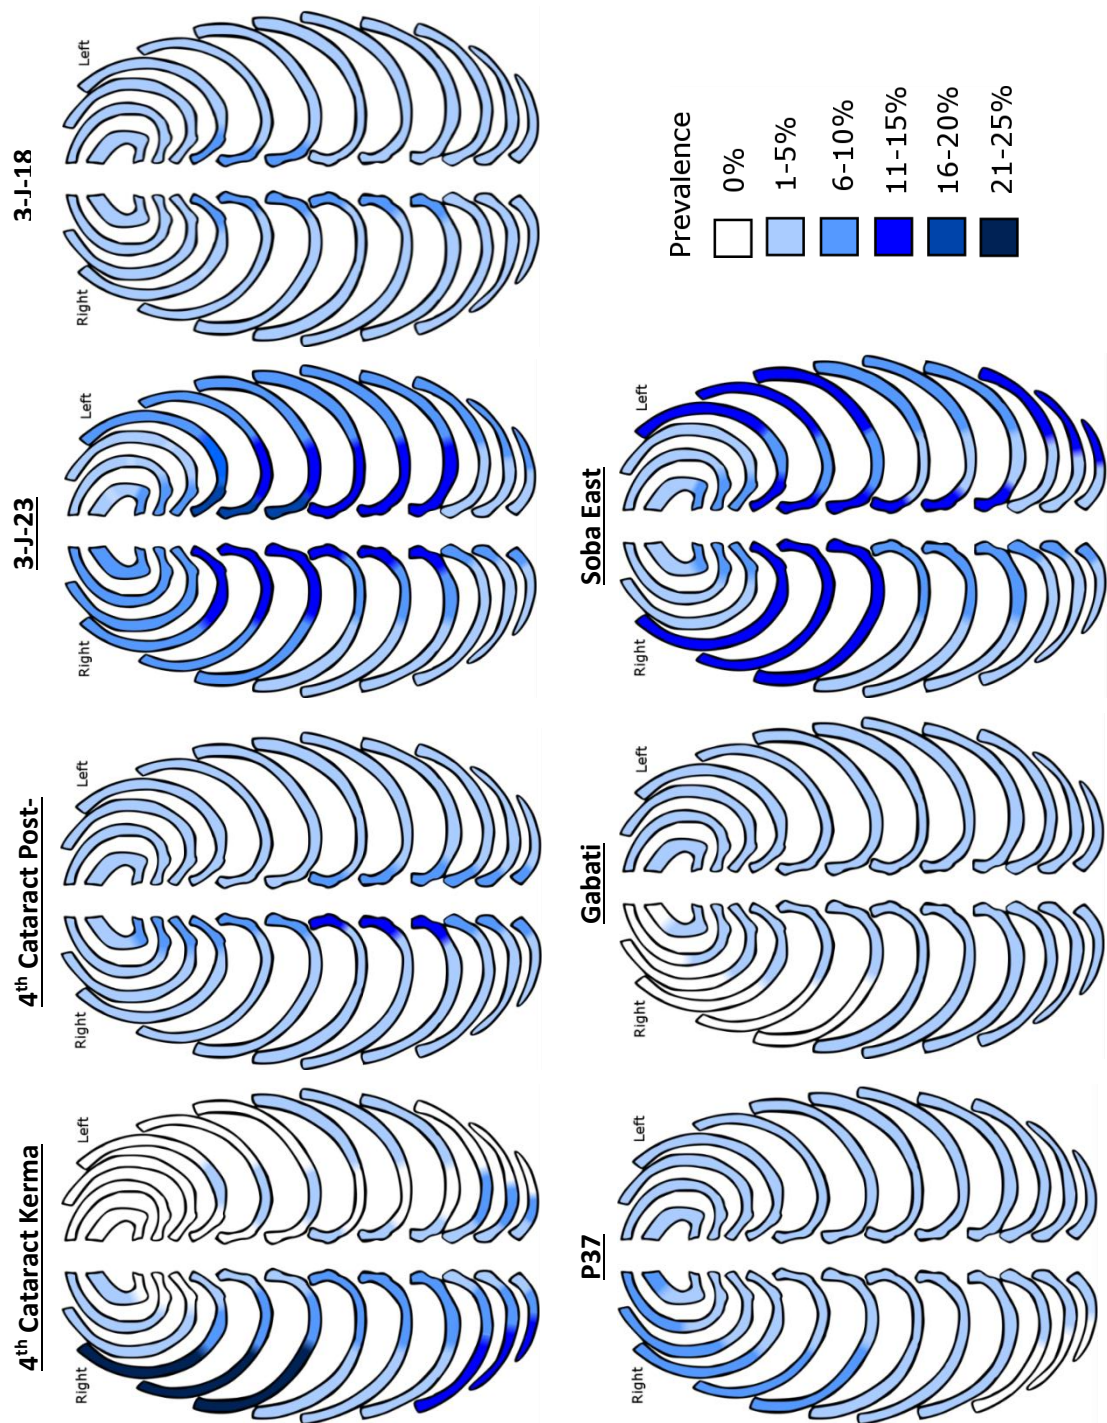 4th Cataract Kerma
Right
Left
4th Cataract Post-
Right
Left
3-J-23
Right
Left
3-J-18
Right
Left
P37
Right
Left
Gabati
Right
Left
Soba East
Right
Left
Prevalence
0%
1-5%
6-10%
11-15%
16-20%
21-25%